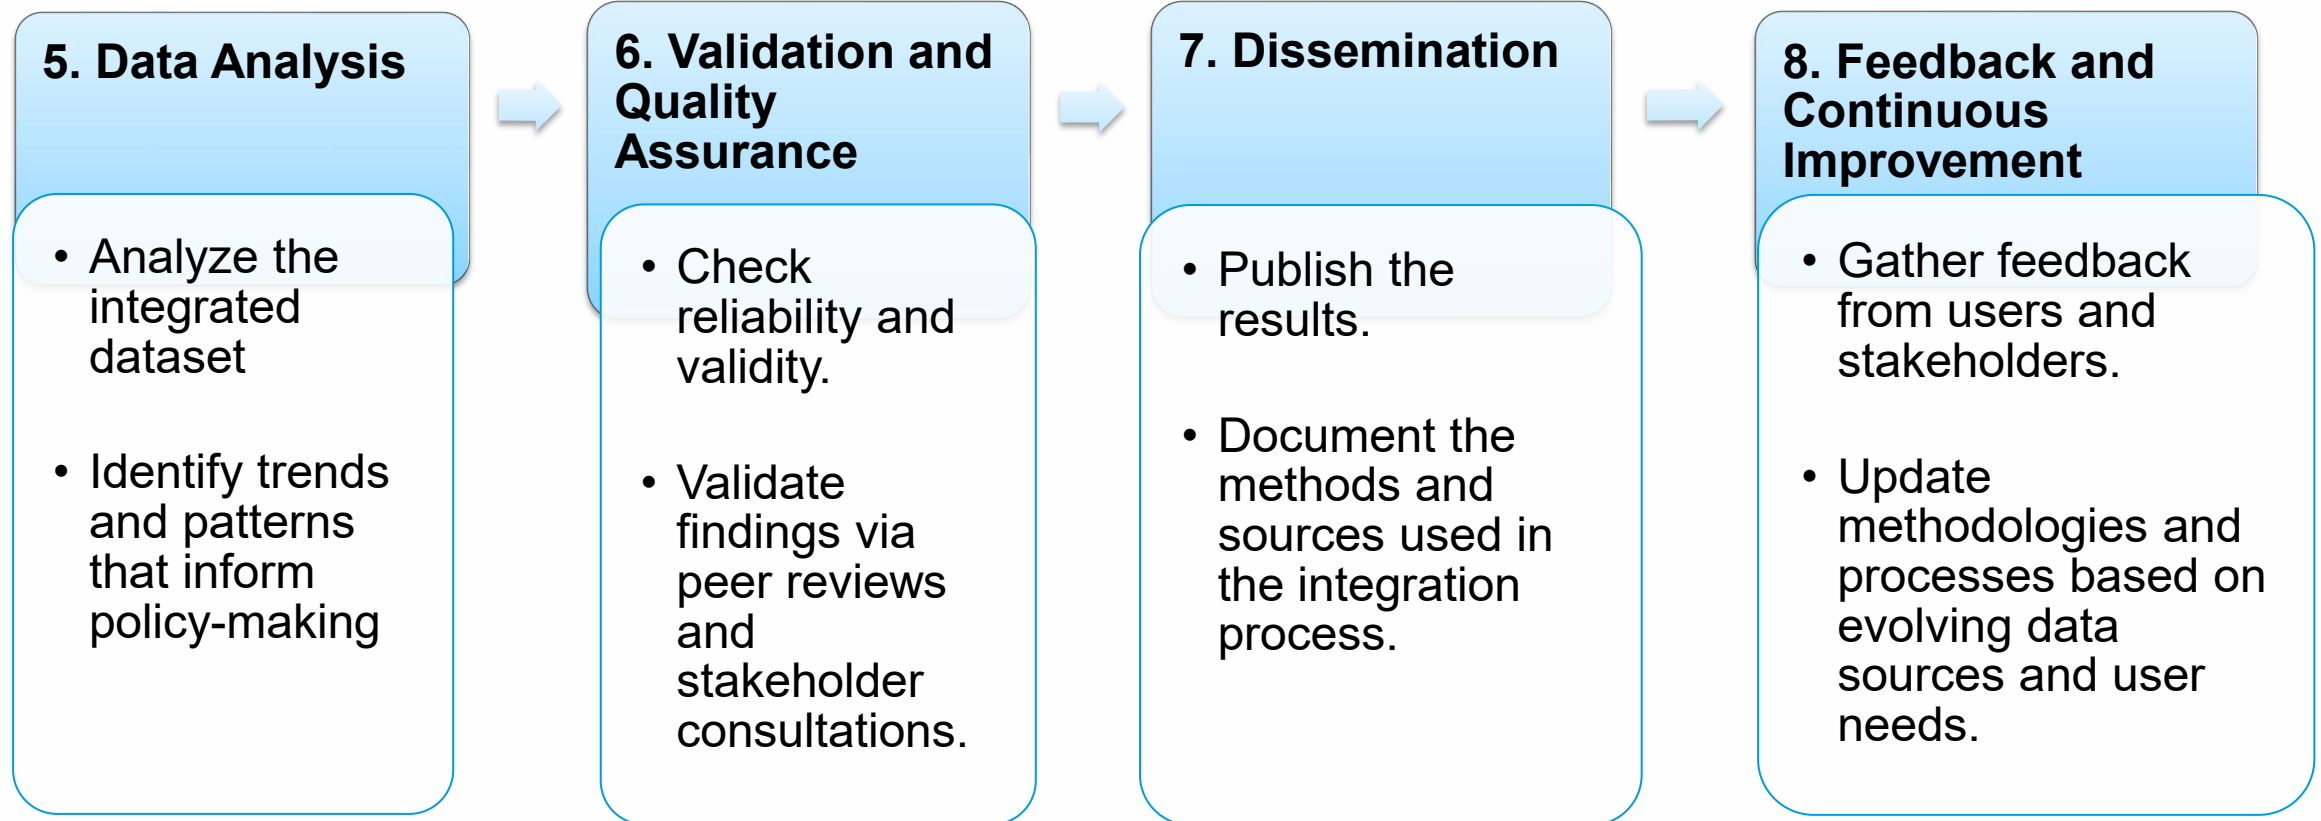 5. Data Analysis
• Analyze the
integrated
dataset
• Identify trends
and patterns
that inform
policy-making
6. Validation and
Quality
Assurance
• Check
reliability and
validity.
• Validate
findings via
peer reviews
and
stakeholder
consultations.
7. Dissemination
• Publish the
results.
• Document the
methods and
sources used in
the integration
process.
8. Feedback and
Continuous
Improvement
• Gather feedback
from users and
stakeholders.
• Update
methodologies and
processes based on
evolving data
sources and user
needs.